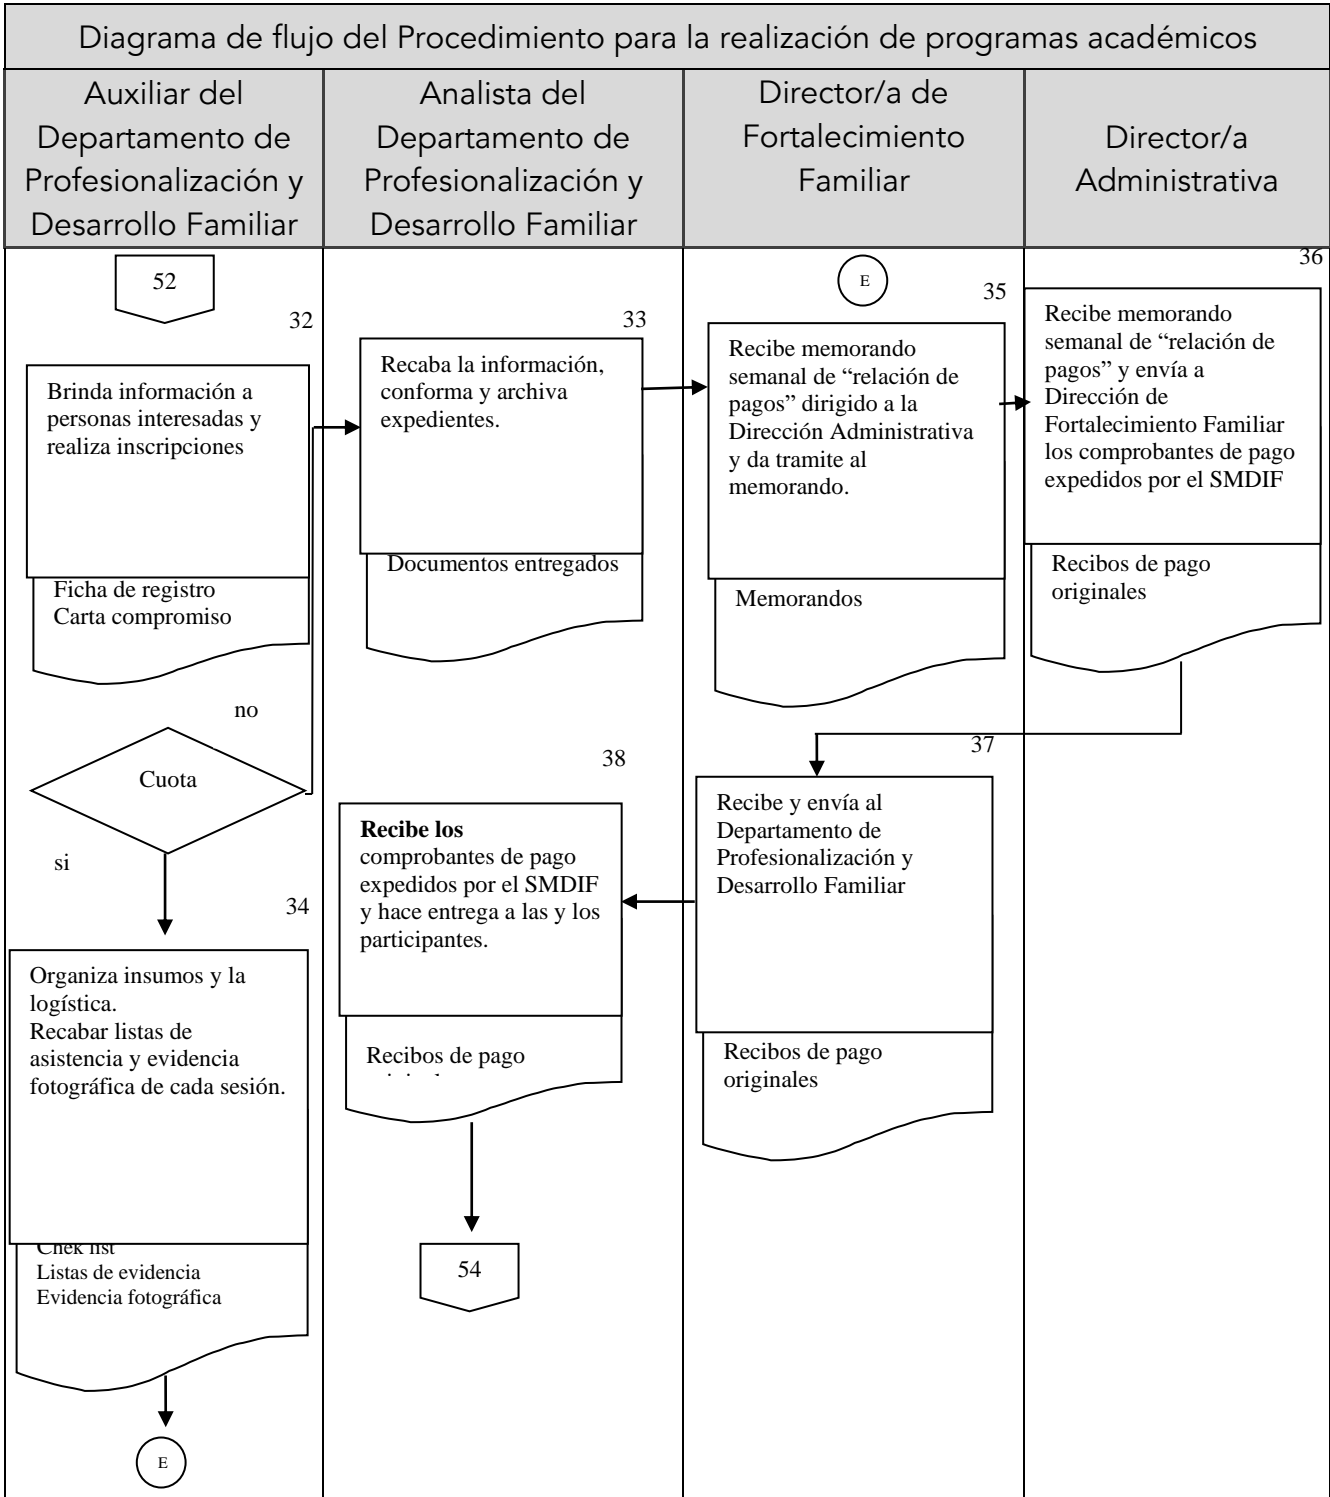 Diagrama de flujo del Procedimiento para la realización de programas académicos
Auxiliar del
Departamento de
Profesionalización y
Desarrollo Familiar
Analista del
Departamento de
Profesionalización y
Desarrollo Familiar
Director/a de
Fortalecimiento
Familiar
Director/a
Administrativa
52
32
Brinda información a
personas interesadas y
realiza inscripciones
Ficha de registro
Carta compromiso
no
Cuota
si
34
Organiza insumos y la
logística.
Recabar listas de
asistencia y evidencia
fotográfica de cada sesión.
Chek list
Listas de evidencia
Evidencia fotográfica
E
33
Recaba la información,
conforma y archiva
expedientes.
Documentos entregados
38
Recibe los
comprobantes de pago
expedidos por el SMDIF
y hace entrega a las y los
participantes.
Recibos de pago
54
E
35
Recibe memorando
semanal de “relación de
pagos” dirigido a la
Dirección Administrativa
y da tramite al
memorando.
Memorandos
37
Recibe y envía al
Departamento de
Profesionalización y
Desarrollo Familiar
Recibos de pago
originales
36
Recibe memorando
semanal de “relación de
pagos” y envía a
Dirección de
Fortalecimiento Familiar
los comprobantes de pago
expedidos por el SMDIF
Recibos de pago
originales